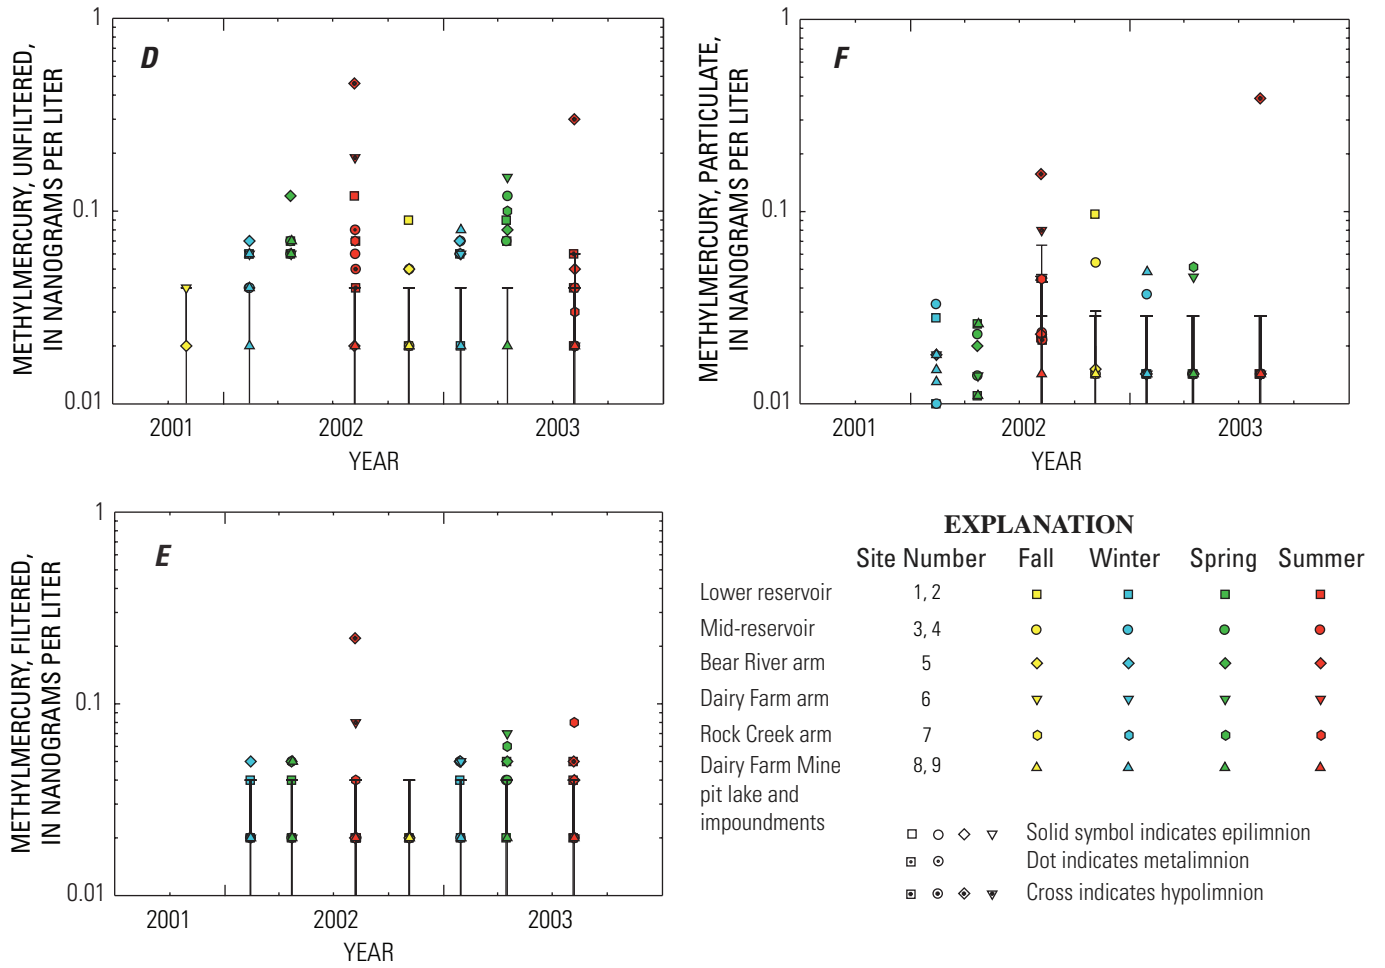 METHYLMERCURY, UNFILTERED,
IN NANOGRAMS PER LITER
1
0.1
0.01
D
2001 2002 2003
YEAR
METHYLMERCURY, PARTICULATE,
IN NANOGRAMS PER LITER
1
0.1
0.01
F
2001 2002 2003
YEAR
METHYLMERCURY, FILTERED,
IN NANOGRAMS PER LITER
1
0.1
0.01
E
2001 2002 2003
YEAR
EXPLANATION
Site Number Fall Winter Spring Summer
Lower reservoir 1, 2
Mid-reservoir 3, 4
Bear River arm 5
Dairy Farm arm 6
Rock Creek arm 7
Dairy Farm Mine 8, 9
pit lake and
impoundments
Solid symbol indicates epilimnion
Dot indicates metalimnion
Cross indicates hypolimnion